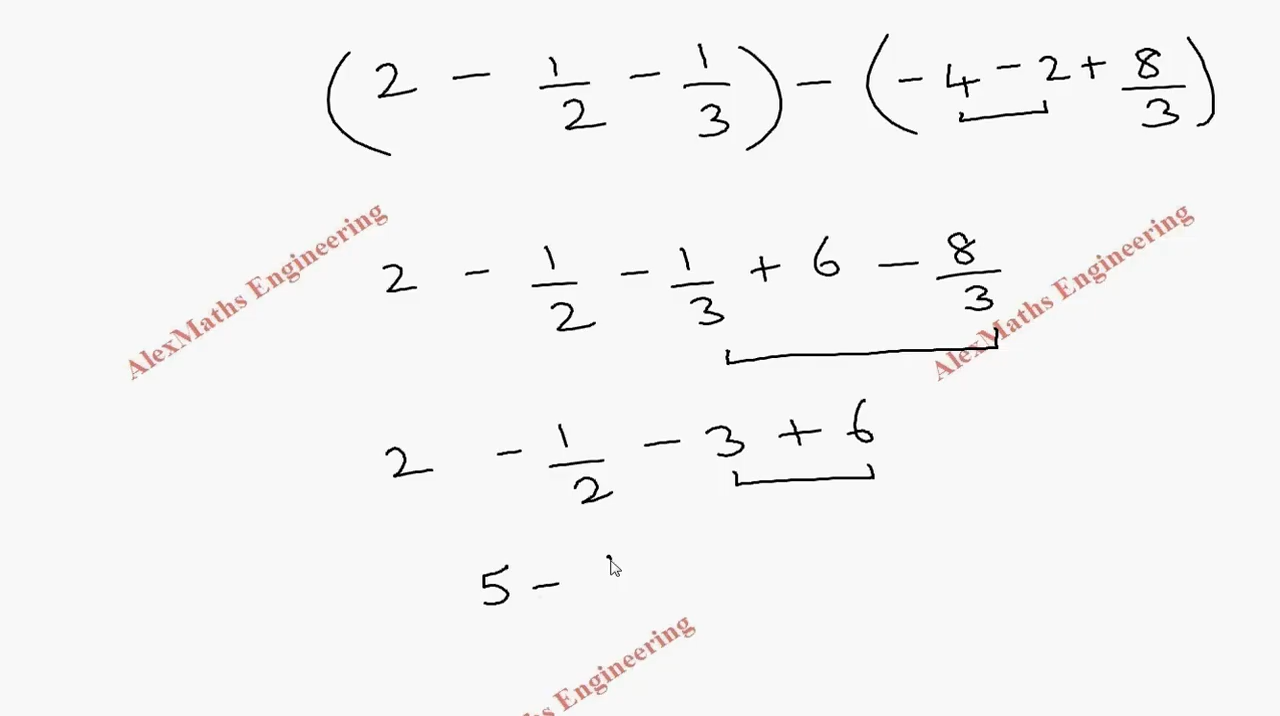 (2 - 1/2 - 1/3) - (-4 - 2 + 8/3)
AlexMaths Engineering
AlexMaths Engineering
2 - 1/2 - 1/3 + 6 - 8/3
2 - 1/2 - 3 + 6
5 -
Maths Engineering